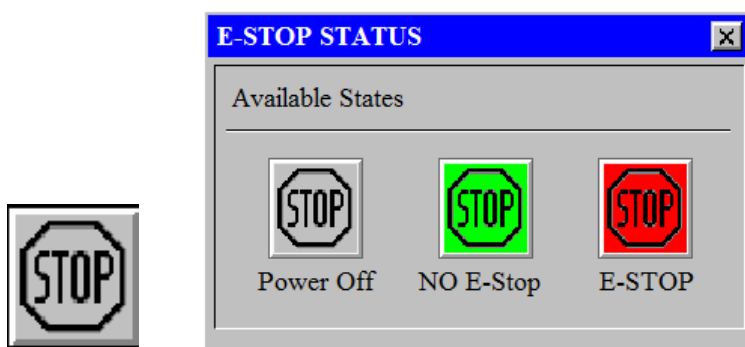 E-STOP STATUS
Available States
STOP STOP STOP
Power Off NO E-Stop E-STOP
STOP